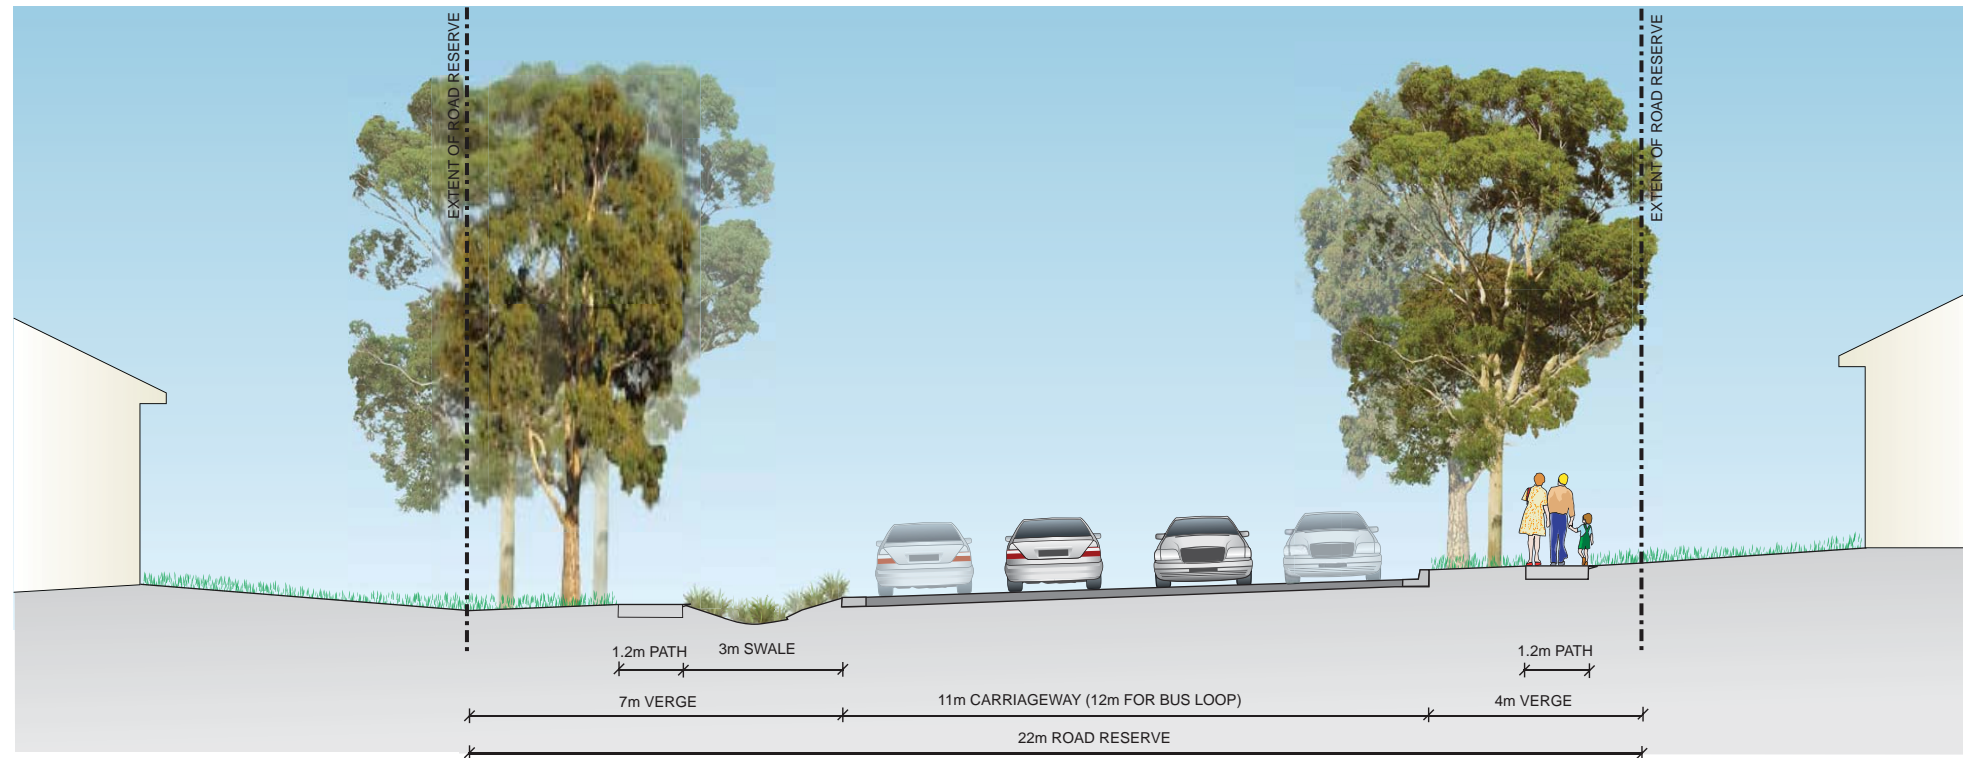 EXTENT OF ROAD RESERVE
EXTENT OF ROAD RESERVE
1.2m PATH
3m SWALE
1.2m PATH
7m VERGE
11m CARRIAGEWAY (12m FOR BUS LOOP)
4m VERGE
22m ROAD RESERVE